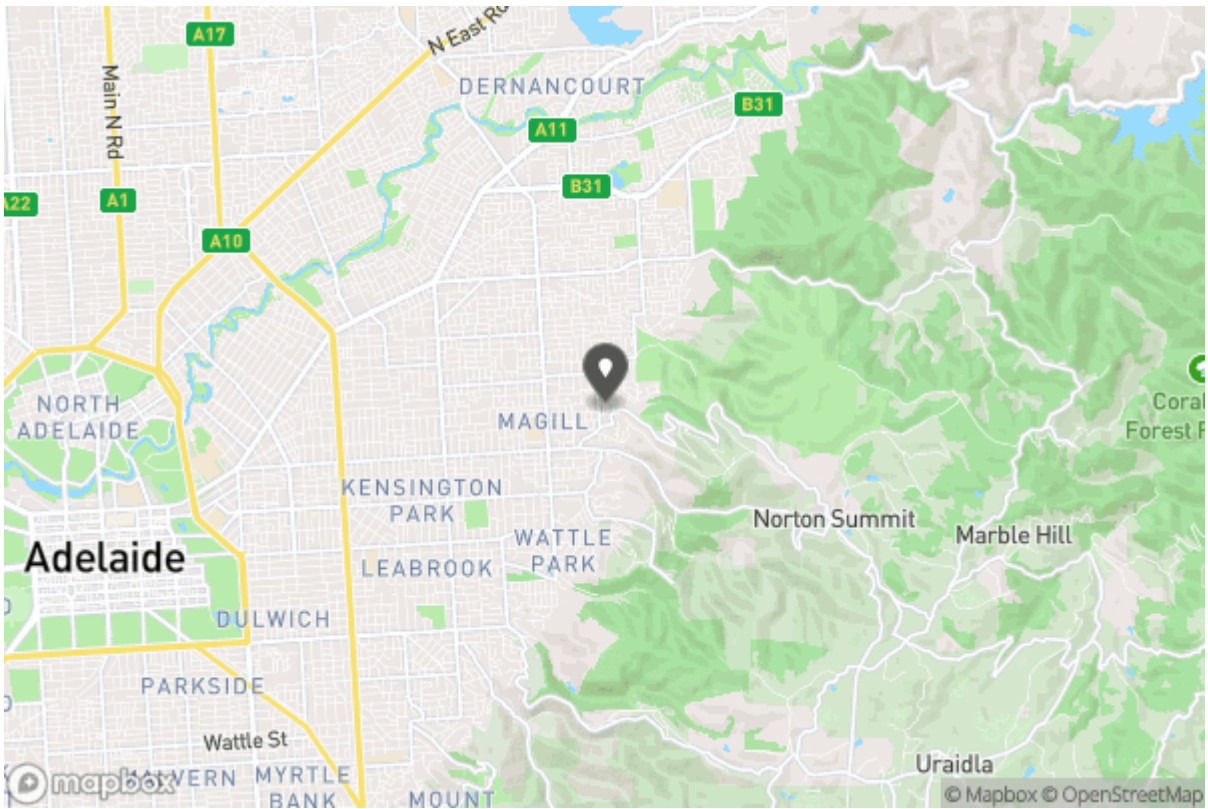 A17
N East Rd
Main N Rd
DERNANCOURT
B31
A11
A22
A1
B31
A10
NORTH
ADELAIDE
MAGILL
Coral
Forest
KENSINGTON
PARK
Norton Summit
Marble Hill
WATTLE
PARK
Adelaide
LEABROOK
DULWICH
PARKSIDE
Wattle St
Uraidla
mapbox
MALVERN
MYRTLE
BANK
MOUNT
© Mapbox © OpenStreetMap